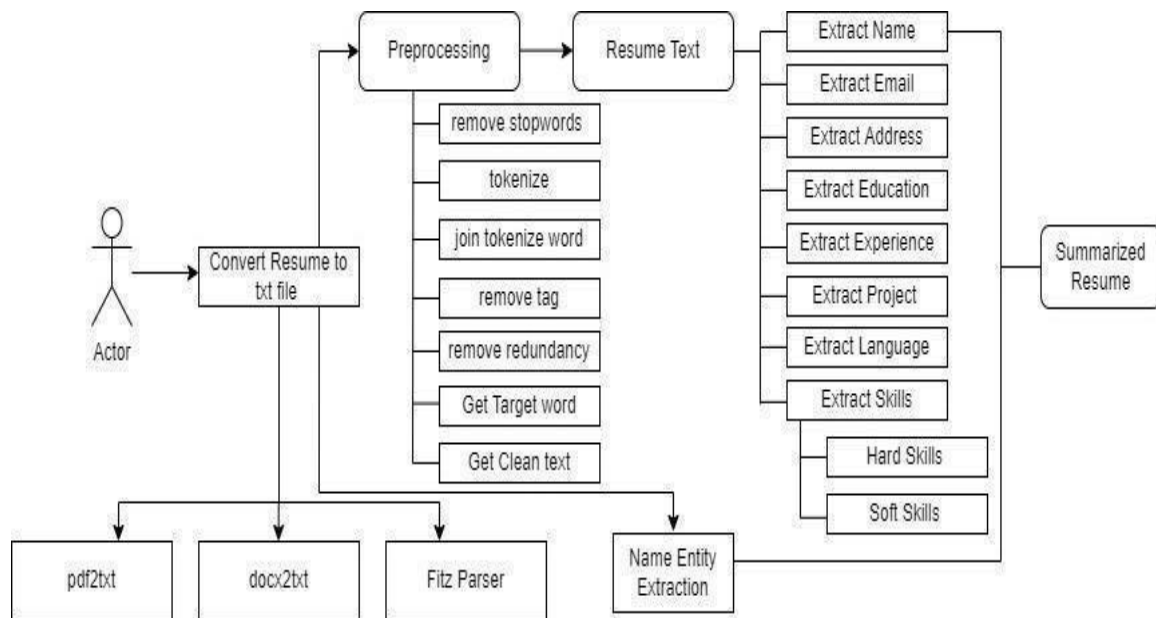 Preprocessing
Resume Text
Extract Name
Extract Email
Extract Address
Extract Education
Extract Experience
Extract Project
Extract Language
Extract Skills
Hard Skills
Soft Skills
remove stopwords
tokenize
join tokenize word
remove tag
remove redundancy
Get Target word
Get Clean text
Actor
Convert Resume to
txt file
Summarized
Resume
pdf2txt
docx2txt
Fitz Parser
Name Entity
Extraction